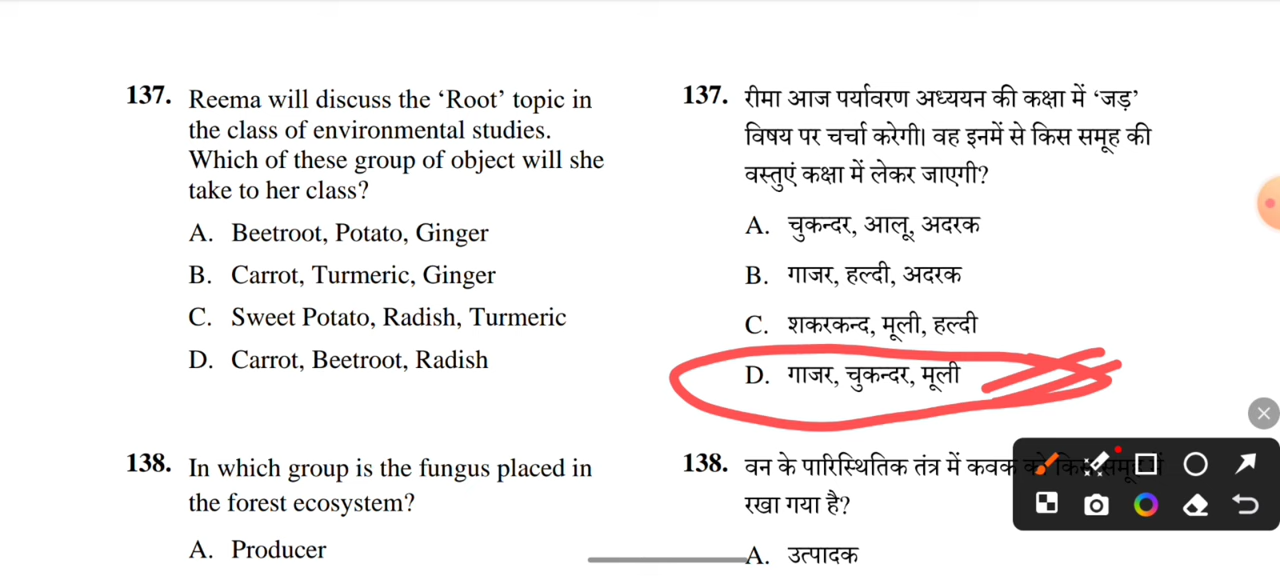 137. Reema will discuss the ‘Root’ topic in
the class of environmental studies.
Which of these group of object will she
take to her class?
A. Beetroot, Potato, Ginger
B. Carrot, Turmeric, Ginger
C. Sweet Potato, Radish, Turmeric
D. Carrot, Beetroot, Radish
138. In which group is the fungus placed in
the forest ecosystem?
A. Producer
137. रीमा आज पर्यावरण अध्ययन की कक्षा में ‘जड़’
विषय पर चर्चा करेगी। वह इनमें से किस समूह की
वस्तुएं कक्षा में लेकर जाएगी?
A. चुकन्दर, आलू, अदरक
B. गाजर, हल्दी, अदरक
C. शकरकन्द, मूली, हल्दी
D. गाजर, चुकन्दर, मूली
138. वन के पारिस्थितिक तंत्र में कवक को किस समूह में
रखा गया है?
A. उत्पादक